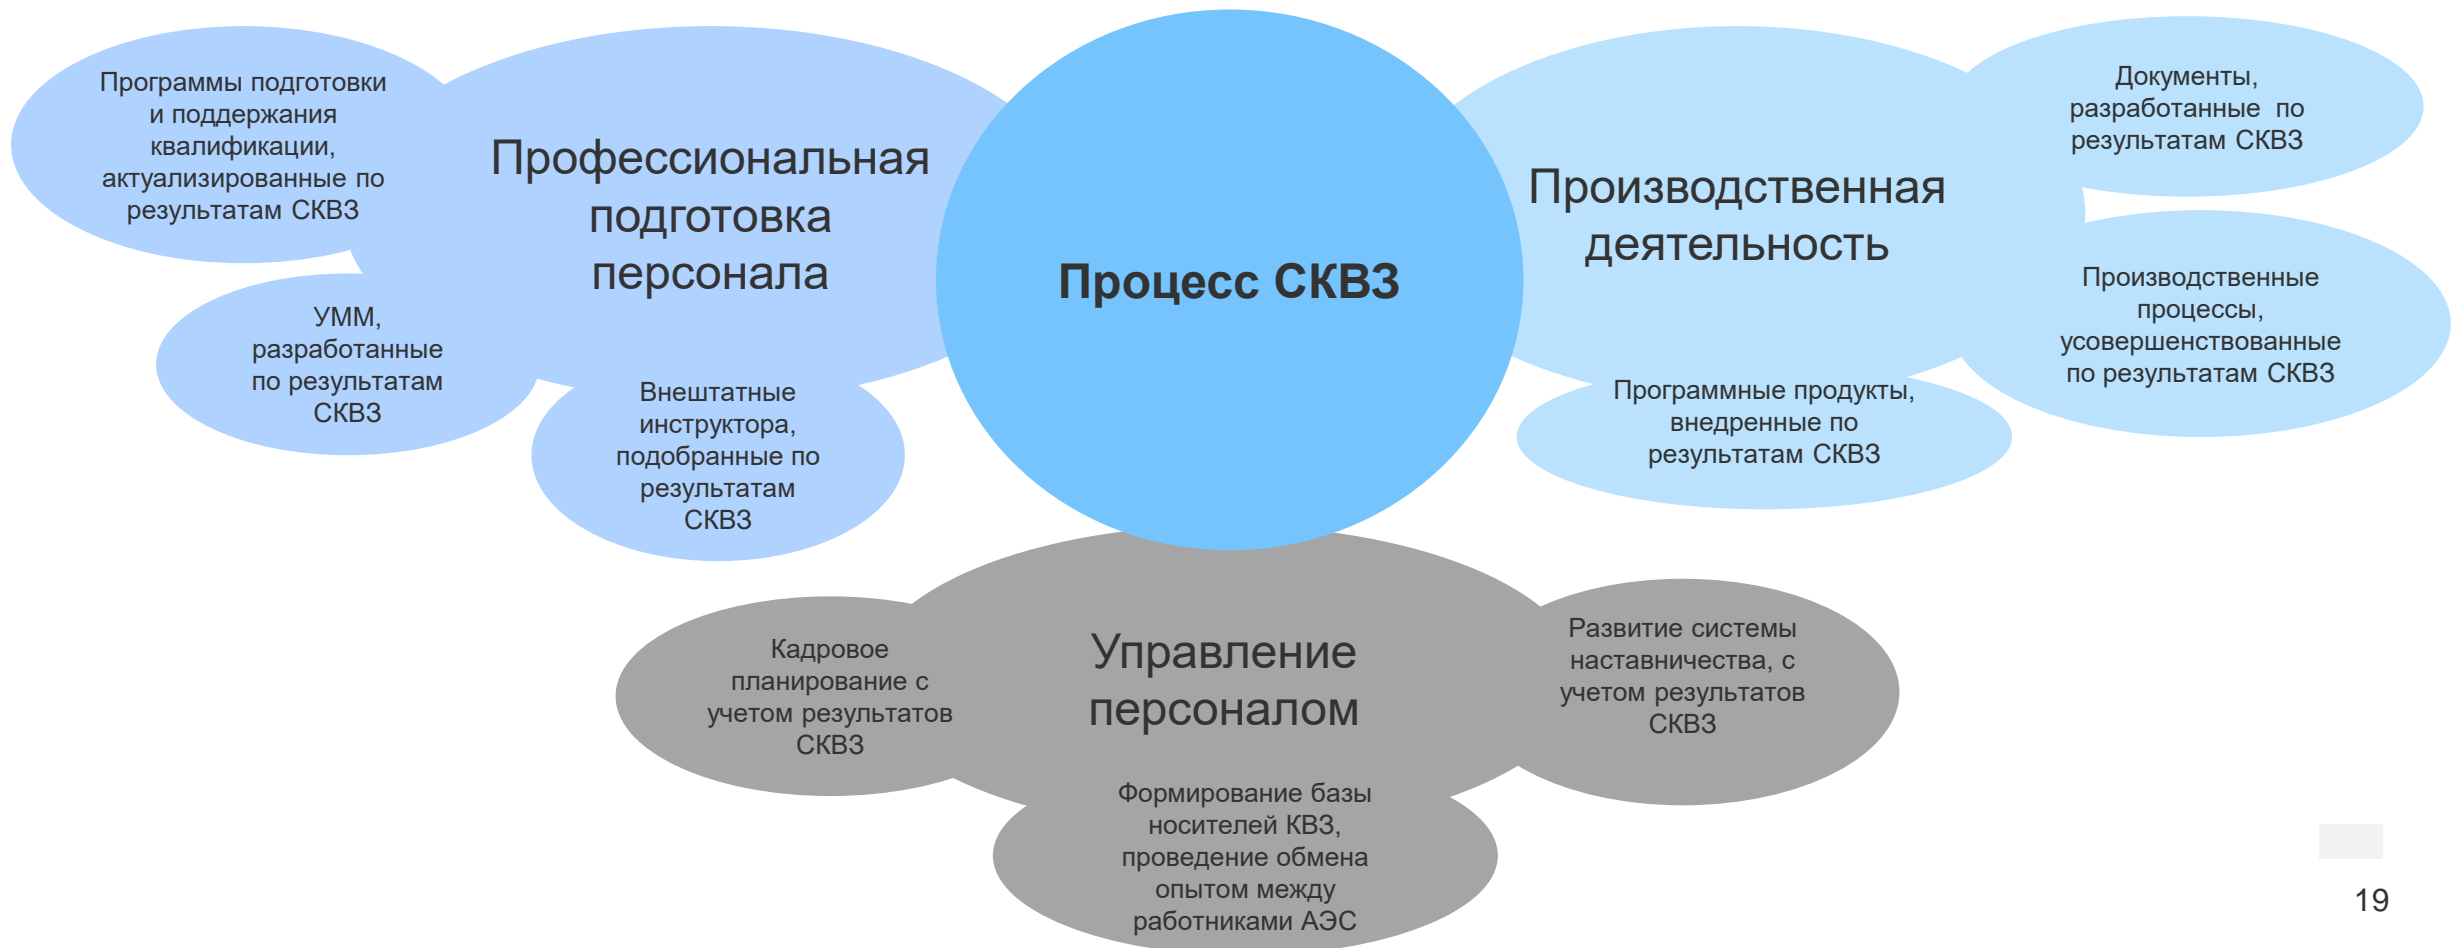 Программы подготовки
и поддержания
квалификации,
актуализированные по
результатам СКВЗ
УММ,
разработанные
по результатам
СКВЗ
Профессиональная
подготовка
персонала
Внештатные
инструктора,
подобранные по
результатам
СКВЗ
Процесс СКВЗ
Производственная
деятельность
Документы,
разработанные по
результатам СКВЗ
Производственные
процессы,
усовершенствованные
по результатам СКВЗ
Программные продукты,
внедренные по
результатам СКВЗ
Кадровое
планирование с
учетом результатов
СКВЗ
Управление
персоналом
Развитие системы
наставничества, с
учетом результатов
СКВЗ
Формирование базы
носителей КВЗ,
проведение обмена
опытом между
работниками АЭС
19